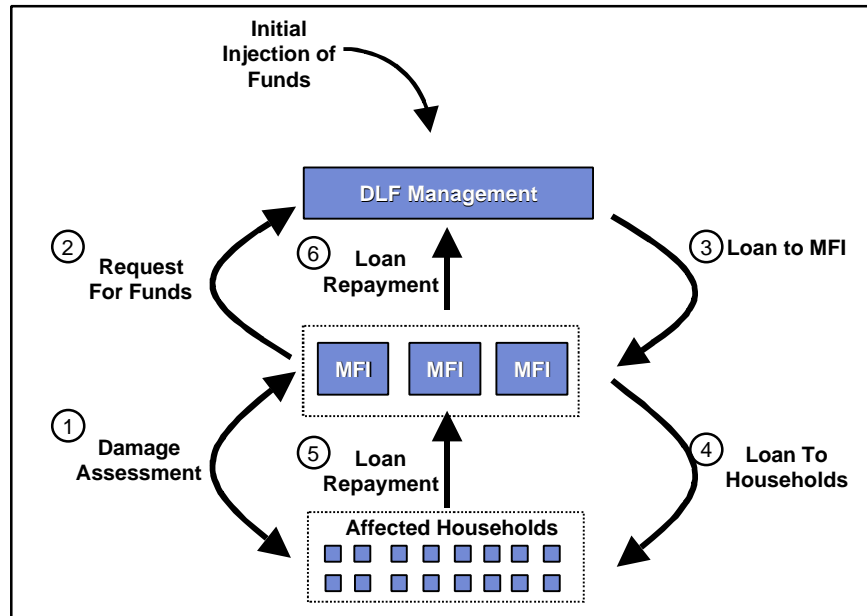 Initial
Injection of
Funds
DLF Management
2
Request
For Funds
6
Loan
Repayment
3
Loan to MFI
MFI
MFI
MFI
1
Damage
Assessment
5
Loan
Repayment
4
Loan To
Households
Affected Households